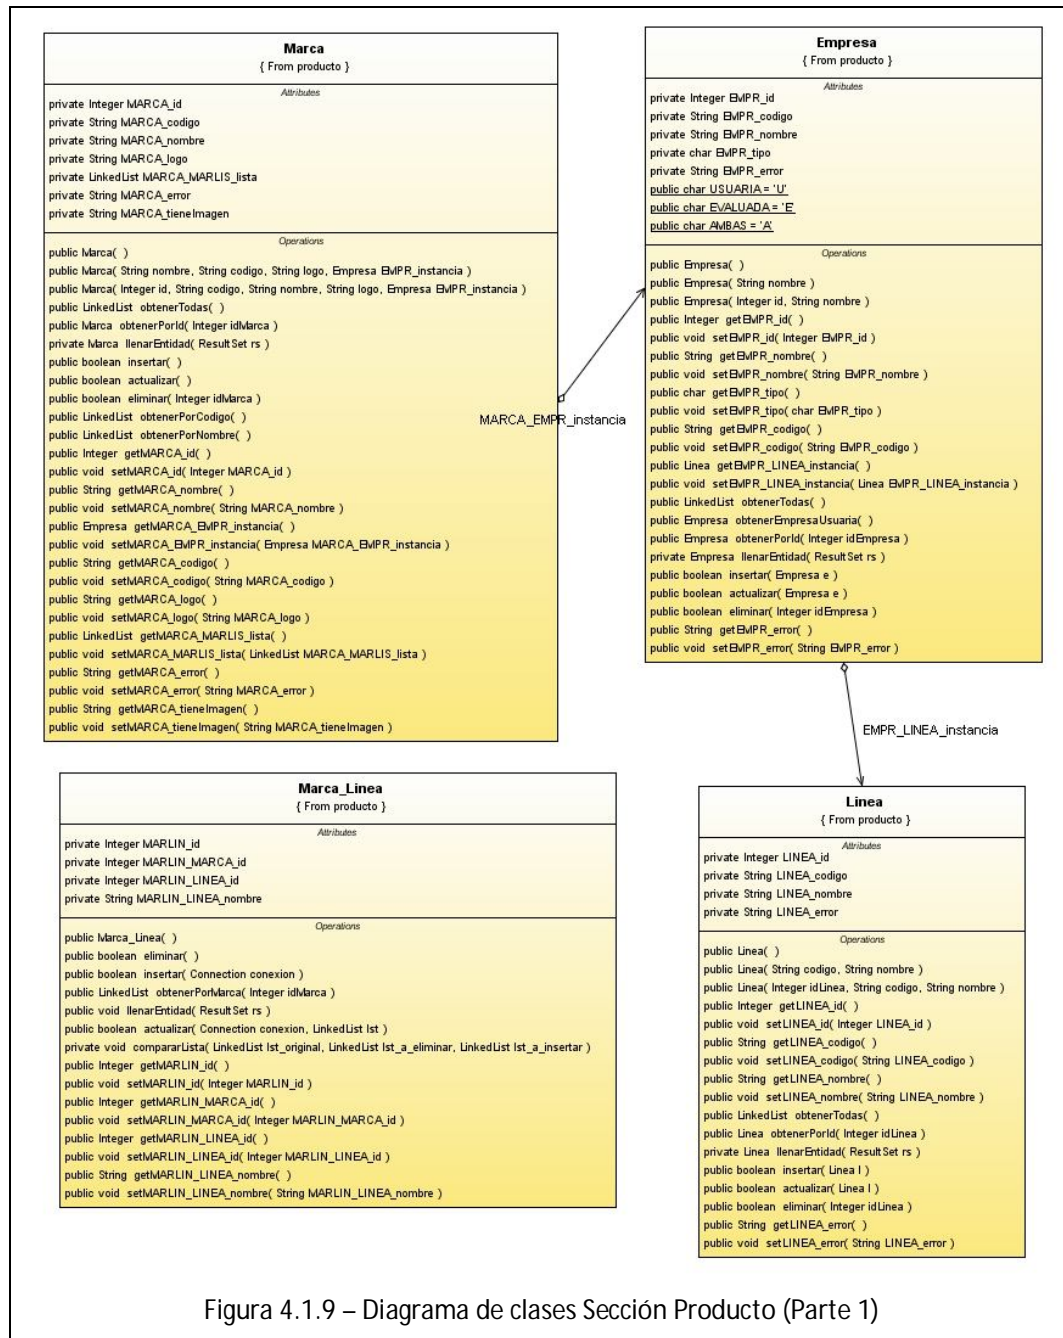 Marca
{ From producto }
Attributes
private Integer MARCA_id
private String MARCA_codigo
private String MARCA_nombre
private String MARCA_logo
private LinkedList MARCA_MARLIS_lista
private String MARCA_error
private String MARCA_tieneImagen
Operations
public Marca( )
public Marca( String nombre, String codigo, String logo, Empresa EMPR_instancia )
public Marca( Integer id, String codigo, String nombre, String logo, Empresa EMPR_instancia )
public LinkedList obtenerTodas( )
public Marca obtenerPorId( Integer idMarca )
private Marca llenarEntidad( ResultSet rs )
public boolean insertar( )
public boolean actualizar( )
public boolean eliminar( Integer idMarca )
public LinkedList obtenerPorCodigo( )
public LinkedList obtenerPorNombre( )
public Integer getMARCA_id( )
public void setMARCA_id( Integer MARCA_id )
public String getMARCA_nombre( )
public void setMARCA_nombre( String MARCA_nombre )
public Empresa getMARCA_EMPR_instancia( )
public void setMARCA_EMPR_instancia( Empresa MARCA_EMPR_instancia )
public String getMARCA_codigo( )
public void setMARCA_codigo( String MARCA_codigo )
public String getMARCA_logo( )
public void setMARCA_logo( String MARCA_logo )
public LinkedList getMARCA_MARLIS_lista( )
public void setMARCA_MARLIS_lista( LinkedList MARCA_MARLIS_lista )
public String getMARCA_error( )
public void setMARCA_error( String MARCA_error )
public String getMARCA_tieneImagen( )
public void setMARCA_tieneImagen( String MARCA_tieneImagen )
MARCA_EMPR_instancia
Empresa
{ From producto }
Attributes
private Integer EMPR_id
private String EMPR_codigo
private String EMPR_nombre
private char EMPR_tipo
private String EMPR_error
public char USUARIA = 'U'
public char EVALUADA = 'E'
public char AMBAS = 'A'
Operations
public Empresa( )
public Empresa( String nombre )
public Empresa( Integer id, String nombre )
public Integer getEMPR_id( )
public void setEMPR_id( Integer EMPR_id )
public String getEMPR_nombre( )
public void setEMPR_nombre( String EMPR_nombre )
public char getEMPR_tipo( )
public void setEMPR_tipo( char EMPR_tipo )
public String getEMPR_codigo( )
public void setEMPR_codigo( String EMPR_codigo )
public Linea getEMPR_LINEA_instancia( )
public void setEMPR_LINEA_instancia( Linea EMPR_LINEA_instancia )
public LinkedList obtenerTodas( )
public Empresa obtenerEmpresaUsuaria( )
public Empresa obtenerPorId( Integer idEmpresa )
private Empresa llenarEntidad( ResultSet rs )
public boolean insertar( Empresa e )
public boolean actualizar( Empresa e )
public boolean eliminar( Integer idEmpresa )
public String getEMPR_error( )
public void setEMPR_error( String EMPR_error )
EMPR_LINEA_instancia
Marca_Linea
{ From producto }
Attributes
private Integer MARLIN_id
private Integer MARLIN_MARCA_id
private Integer MARLIN_LINEA_id
private String MARLIN_LINEA_nombre
Operations
public Marca_Linea( )
public boolean eliminar( )
public boolean insertar( Connection conexion )
public LinkedList obtenerPorMarca( Integer idMarca )
public void llenarEntidad( ResultSet rs )
public boolean actualizar( Connection conexion, LinkedList lst )
private void compararLista( LinkedList lst_original, LinkedList lst_a_eliminar, LinkedList lst_a_insertar )
public Integer getMARLIN_id( )
public void setMARLIN_id( Integer MARLIN_id )
public Integer getMARLIN_MARCA_id( )
public void setMARLIN_MARCA_id( Integer MARLIN_MARCA_id )
public Integer getMARLIN_LINEA_id( )
public void setMARLIN_LINEA_id( Integer MARLIN_LINEA_id )
public String getMARLIN_LINEA_nombre( )
public void setMARLIN_LINEA_nombre( String MARLIN_LINEA_nombre )
Linea
{ From producto }
Attributes
private Integer LINEA_id
private String LINEA_codigo
private String LINEA_nombre
private String LINEA_error
Operations
public Linea( )
public Linea( String codigo, String nombre )
public Linea( Integer idLinea, String codigo, String nombre )
public Integer getLINEA_id( )
public void setLINEA_id( Integer LINEA_id )
public String getLINEA_codigo( )
public void setLINEA_codigo( String LINEA_codigo )
public String getLINEA_nombre( )
public void setLINEA_nombre( String LINEA_nombre )
public LinkedList obtenerTodas( )
public Linea obtenerPorId( Integer idLinea )
private Linea llenarEntidad( ResultSet rs )
public boolean insertar( Linea l )
public boolean actualizar( Linea l )
public boolean eliminar( Integer idLinea )
public String getLINEA_error( )
public void setLINEA_error( String LINEA_error )
Figura 4.1.9 – Diagrama de clases Sección Producto (Parte 1)